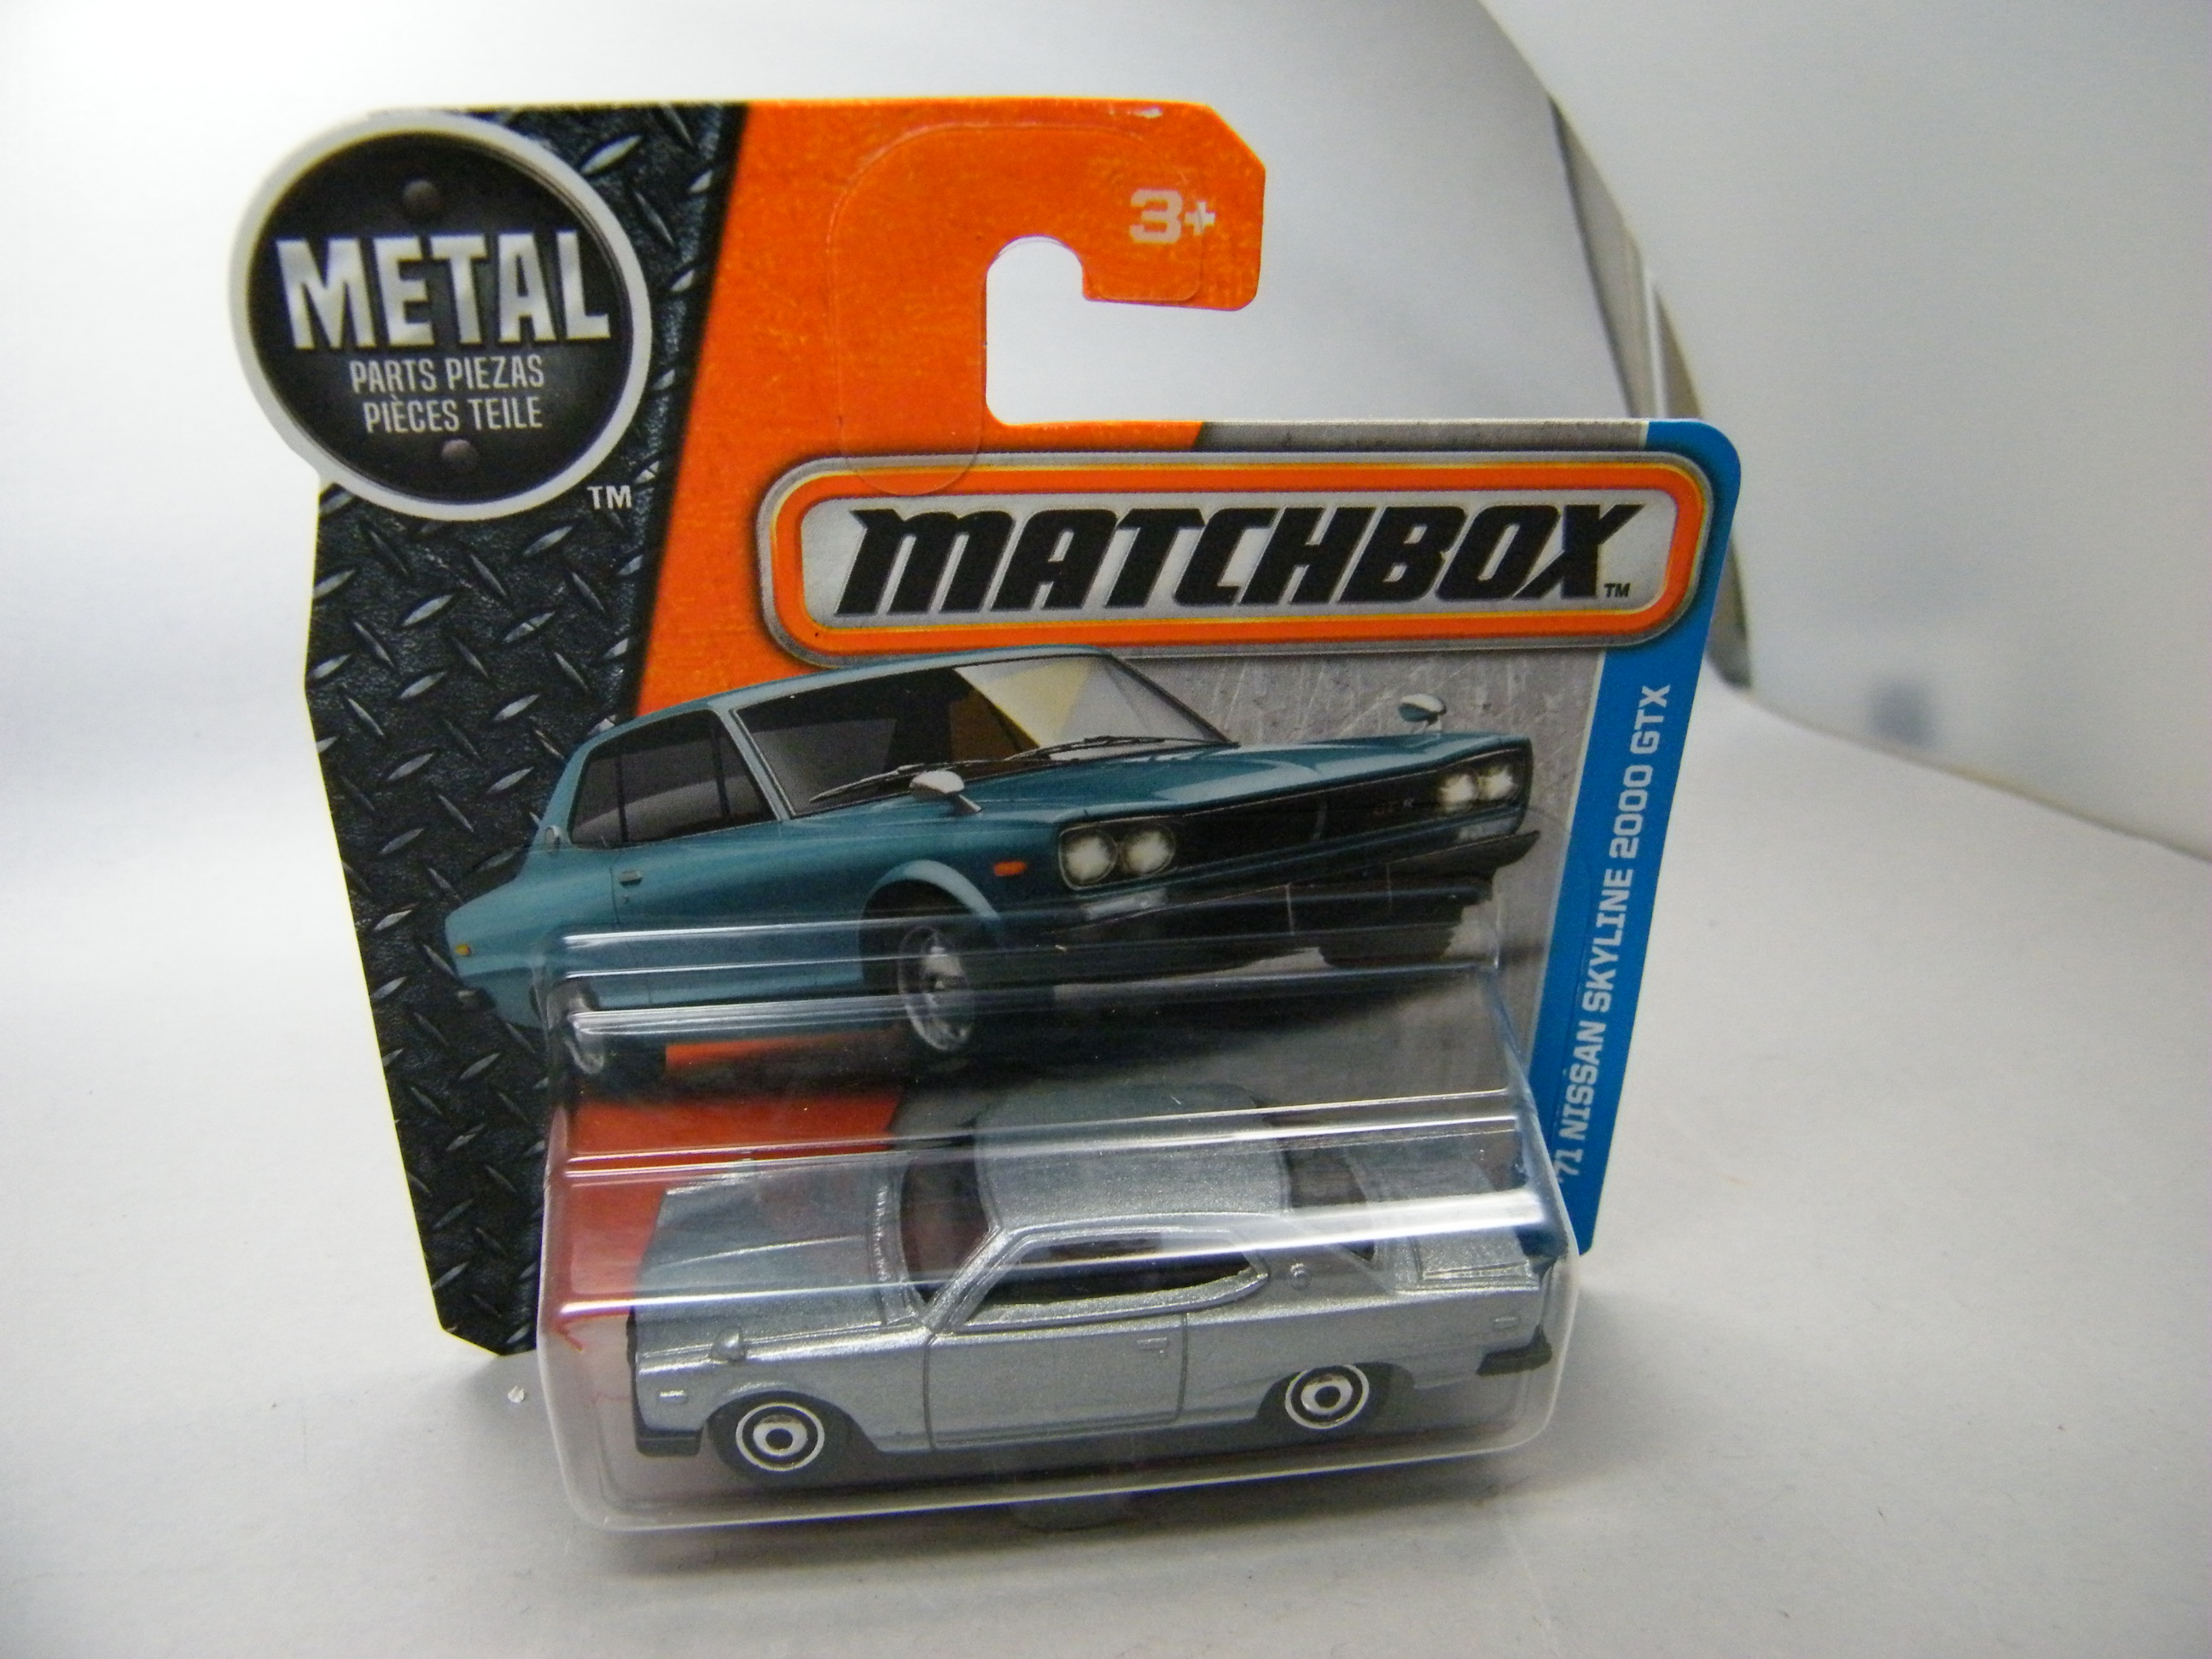 3+
METAL
PARTS PIEZAS
PIÈCES TEILE
TM
MATCHBOX TM
'71 NISSAN SKYLINE 2000 GTX